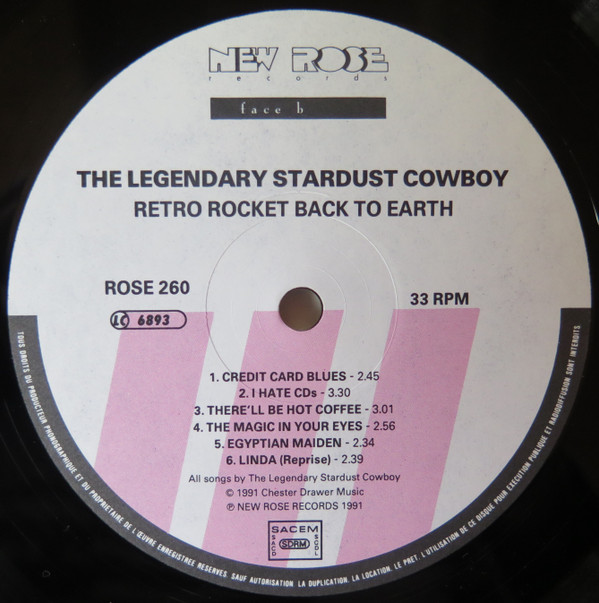 NEW ROSE
records
face b
THE LEGENDARY STARDUST COWBOY
RETRO ROCKET BACK TO EARTH
ROSE 260
33 RPM
LC 6893
1. CREDIT CARD BLUES - 2.45
2. I HATE CDs - 3.30
3. THERE'LL BE HOT COFFEE - 3.01
4. THE MAGIC IN YOUR EYES - 2.56
5. EGYPTIAN MAIDEN - 2.34
6. LINDA (Reprise) - 2.39
All songs by The Legendary Stardust Cowboy
© 1991 Chester Drawer Music
℗ NEW ROSE RECORDS 1991
SACEM
SACD
SDRM
SGDL
TOUS DROITS DU PRODUCTEUR PHONOGRAPHIQUE ET DU PROPRIETAIRE DE L'ŒUVRE ENREGISTREE RESERVES. SAUF AUTORISATION. LA DUPLICATION. LA LOCATION. LE PRET. L'UTILISATION DE CE DISQUE POUR EXECUTION PUBLIQUE ET RADIODIFFUSION SONT INTERDITS.